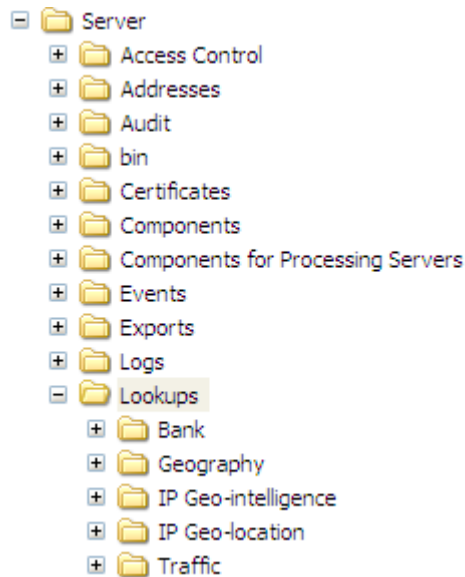 Server
Access Control
Addresses
Audit
bin
Certificates
Components
Components for Processing Servers
Events
Exports
Logs
Lookups
Bank
Geography
IP Geo-intelligence
IP Geo-location
Traffic